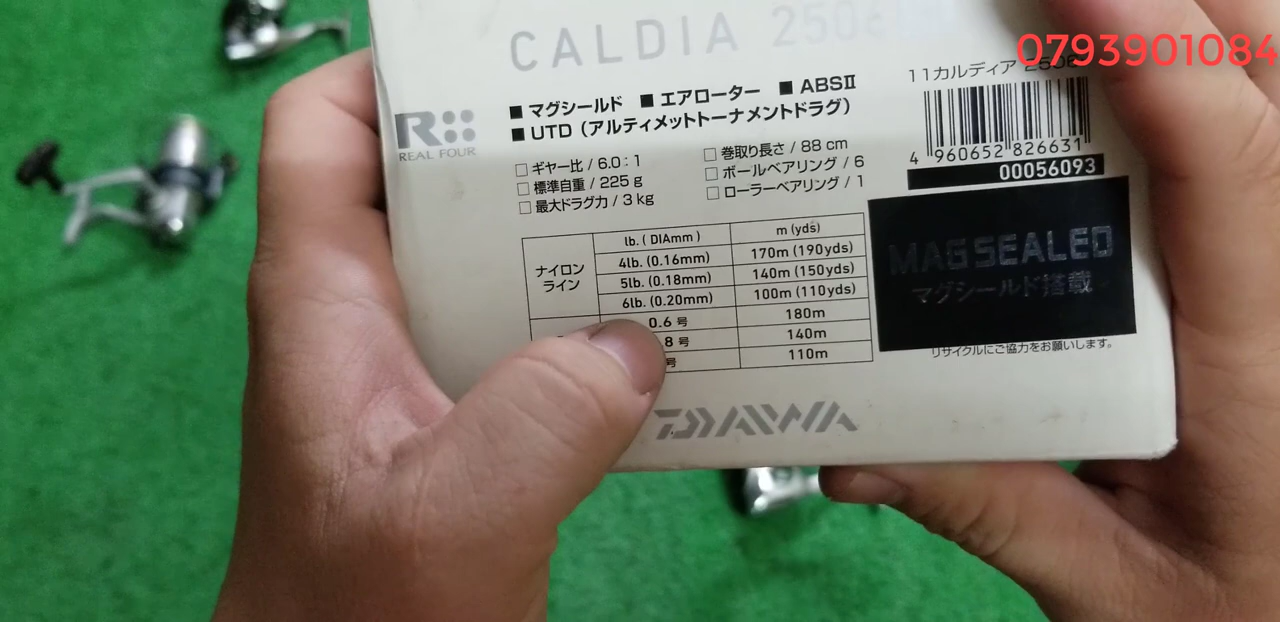 0793901084
CALDIA 250
11カルディア 2506
■ マグシールド ■ エアローター ■ ABSⅡ
■ UTD（アルティメットトーナメントドラグ）
R
REAL FOUR
□ ギヤー比 / 6.0 : 1 □ 巻取り長さ / 88 cm
□ 標準自重 / 225 g □ ボールベアリング / 6
□ 最大ドラグ力 / 3 kg □ ローラーベアリング / 1
4 960652 826631
00056093
MAGSEALED
マグシールド搭載
リサイクルにご協力をお願いします。
lb. ( DIAmm ) m (yds)
ナイロンライン
4lb. (0.16mm) 170m (190yds)
5lb. (0.18mm) 140m (150yds)
6lb. (0.20mm) 100m (110yds)
0.6 号 180m
.8 号 140m
号 110m
DAIWA